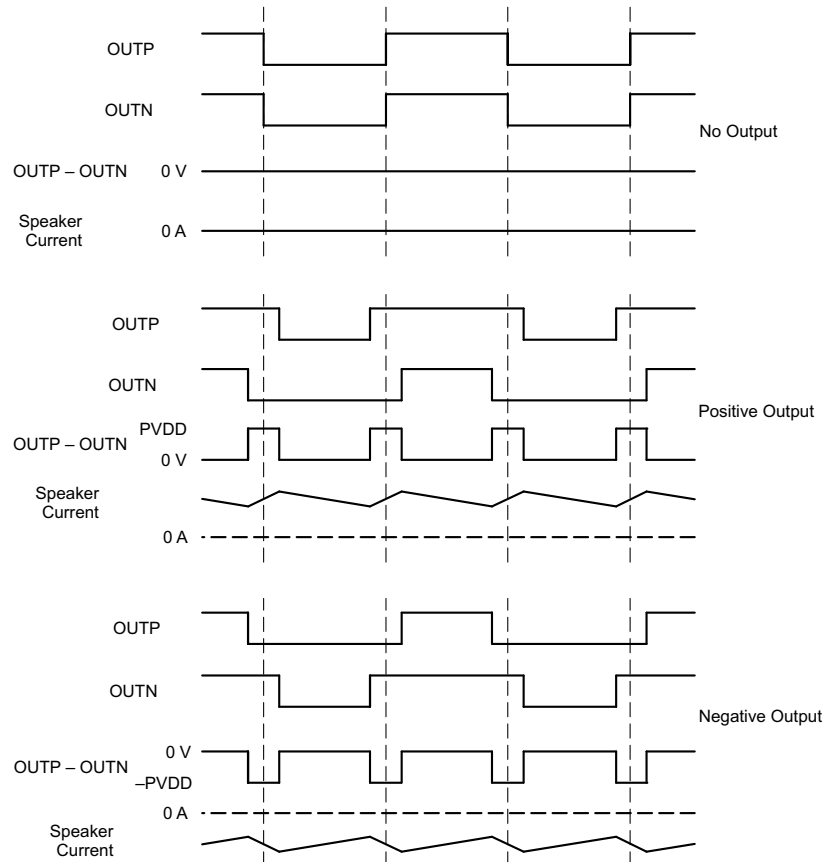 OUTP
OUTN
No Output
OUTP – OUTN 0 V
Speaker
Current
0 A
OUTP
OUTN
Positive Output
PVDD
OUTP – OUTN
0 V
Speaker
Current
0 A
OUTP
OUTN
Negative Output
0 V
OUTP – OUTN
–PVDD
0 A
Speaker
Current